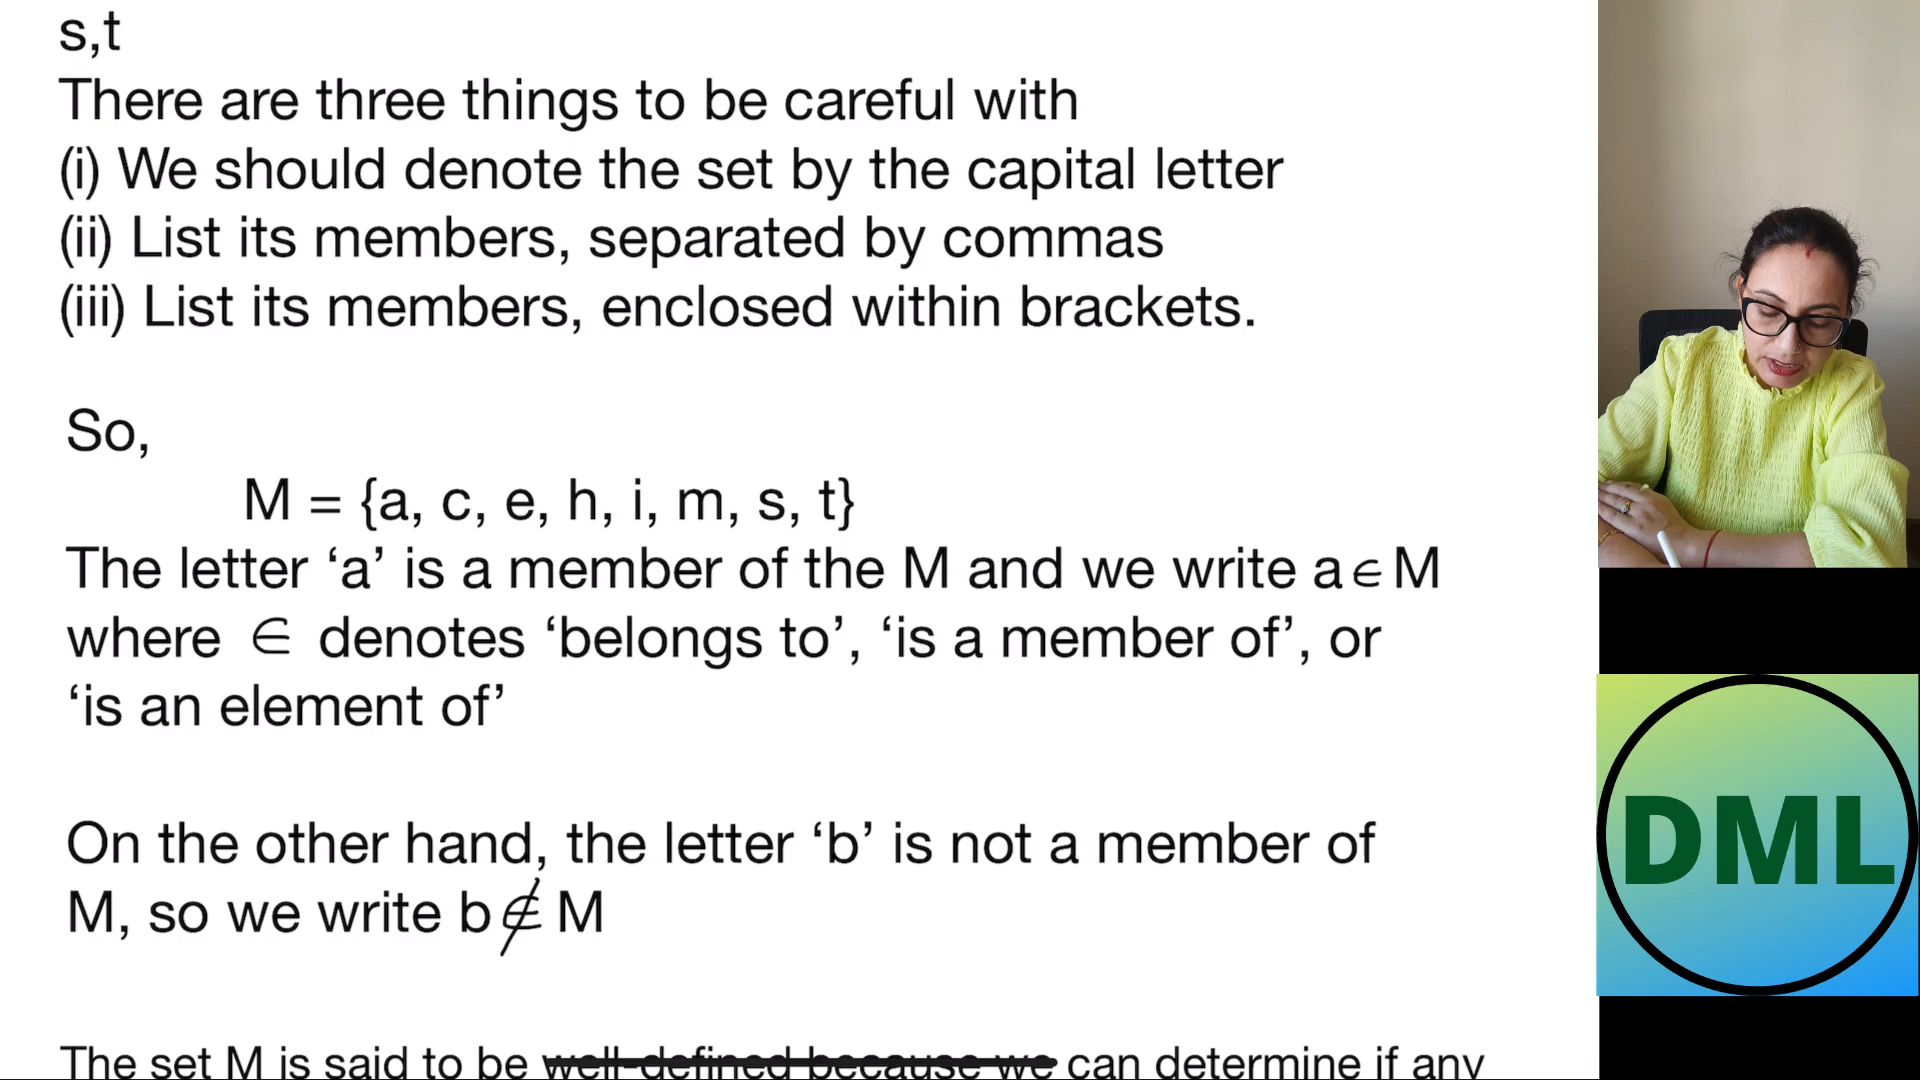 s,t
There are three things to be careful with
(i) We should denote the set by the capital letter
(ii) List its members, separated by commas
(iii) List its members, enclosed within brackets.
So,
M = {a, c, e, h, i, m, s, t}
The letter ‘a’ is a member of the M and we write a ∈ M
where ∈ denotes ‘belongs to’, ‘is a member of’, or
‘is an element of’
On the other hand, the letter ‘b’ is not a member of
M, so we write b ∉ M
The set M is said to be well-defined because we can determine if any
DML